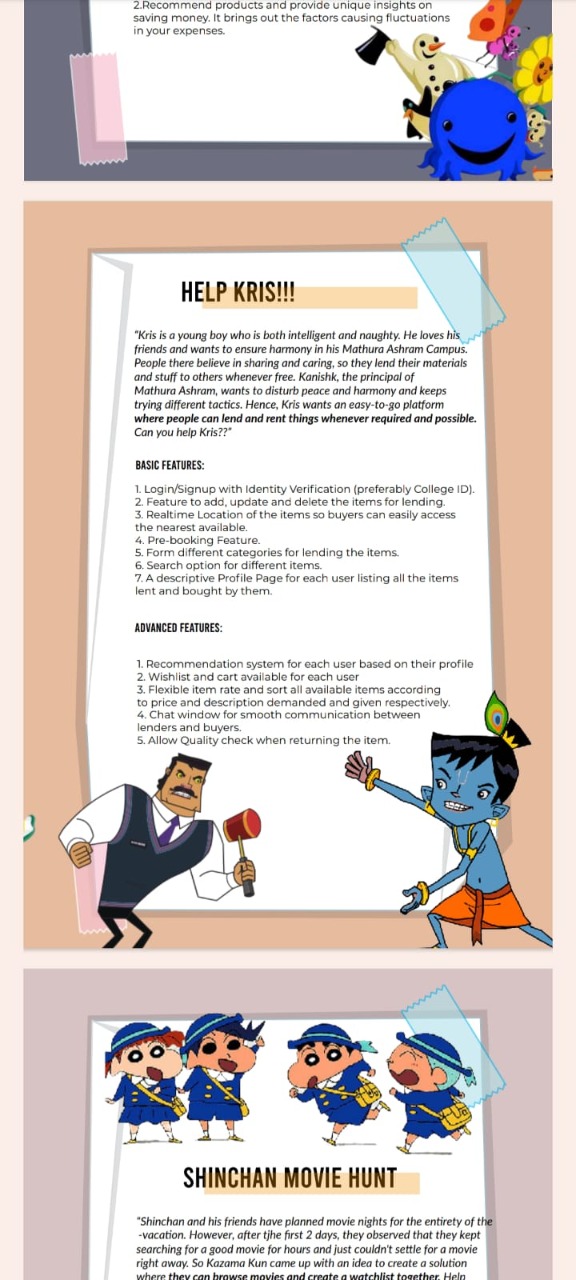 2.Recommend products and provide unique insights on
saving money. It brings out the factors causing fluctuations
in your expenses.
HELP KRIS!!!
"Kris is a young boy who is both intelligent and naughty. He loves his
friends and wants to ensure harmony in his Mathura Ashram Campus.
People there believe in sharing and caring, so they lend their materials
and stuff to others whenever free. Kanishk, the principal of
Mathura Ashram, wants to disturb peace and harmony and keeps
trying different tactics. Hence, Kris wants an easy-to-go platform
where people can lend and rent things whenever required and possible.
Can you help Kris??"
BASIC FEATURES:
1. Login/Signup with Identity Verification (preferably College ID).
2. Feature to add, update and delete the items for lending.
3. Realtime Location of the items so buyers can easily access
the nearest available.
4. Pre-booking Feature.
5. Form different categories for lending the items.
6. Search option for different items.
7. A descriptive Profile Page for each user listing all the items
lent and bought by them.
ADVANCED FEATURES:
1. Recommendation system for each user based on their profile
2. Wishlist and cart available for each user
3. Flexible item rate and sort all available items according
to price and description demanded and given respectively.
4. Chat window for smooth communication between
lenders and buyers.
5. Allow Quality check when returning the item.
SHINCHAN MOVIE HUNT
"Shinchan and his friends have planned movie nights for the entirety of the
-vacation. However, after tjhe first 2 days, they observed that they kept
searching for a good movie for hours and just couldn't settle for a movie
right away. So Kazama Kun came up with an idea to create a solution
where they can browse movies and create a watchlist together. Help